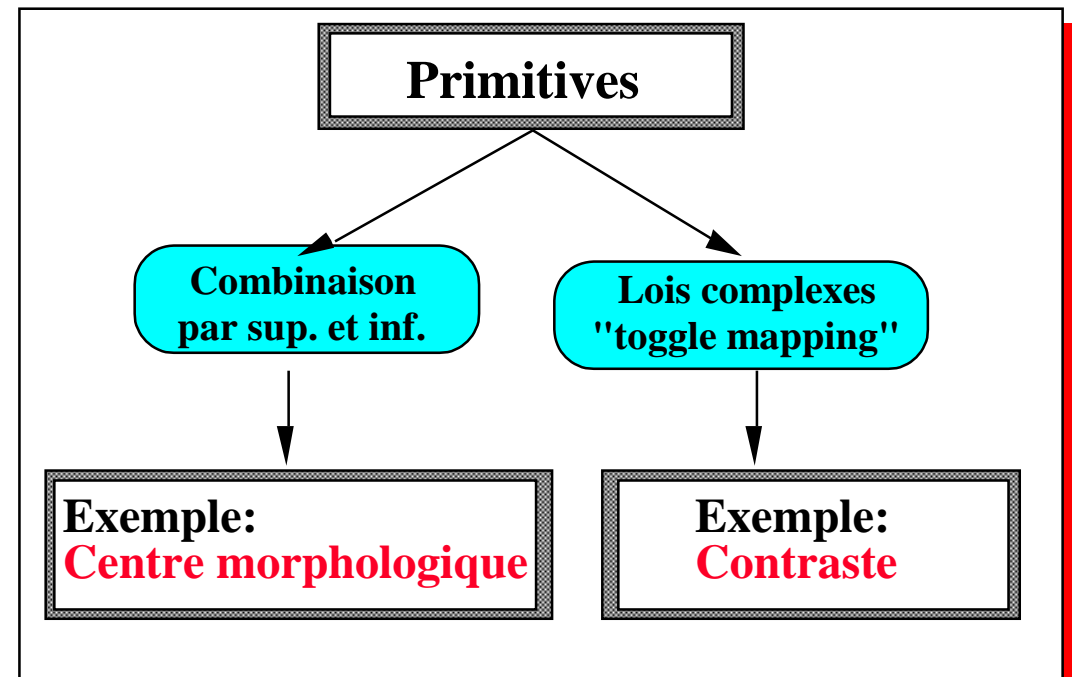 Primitives
Combinaison
par sup. et inf.
Lois complexes
"toggle mapping"
Exemple:
Centre morphologique
Exemple:
Contraste